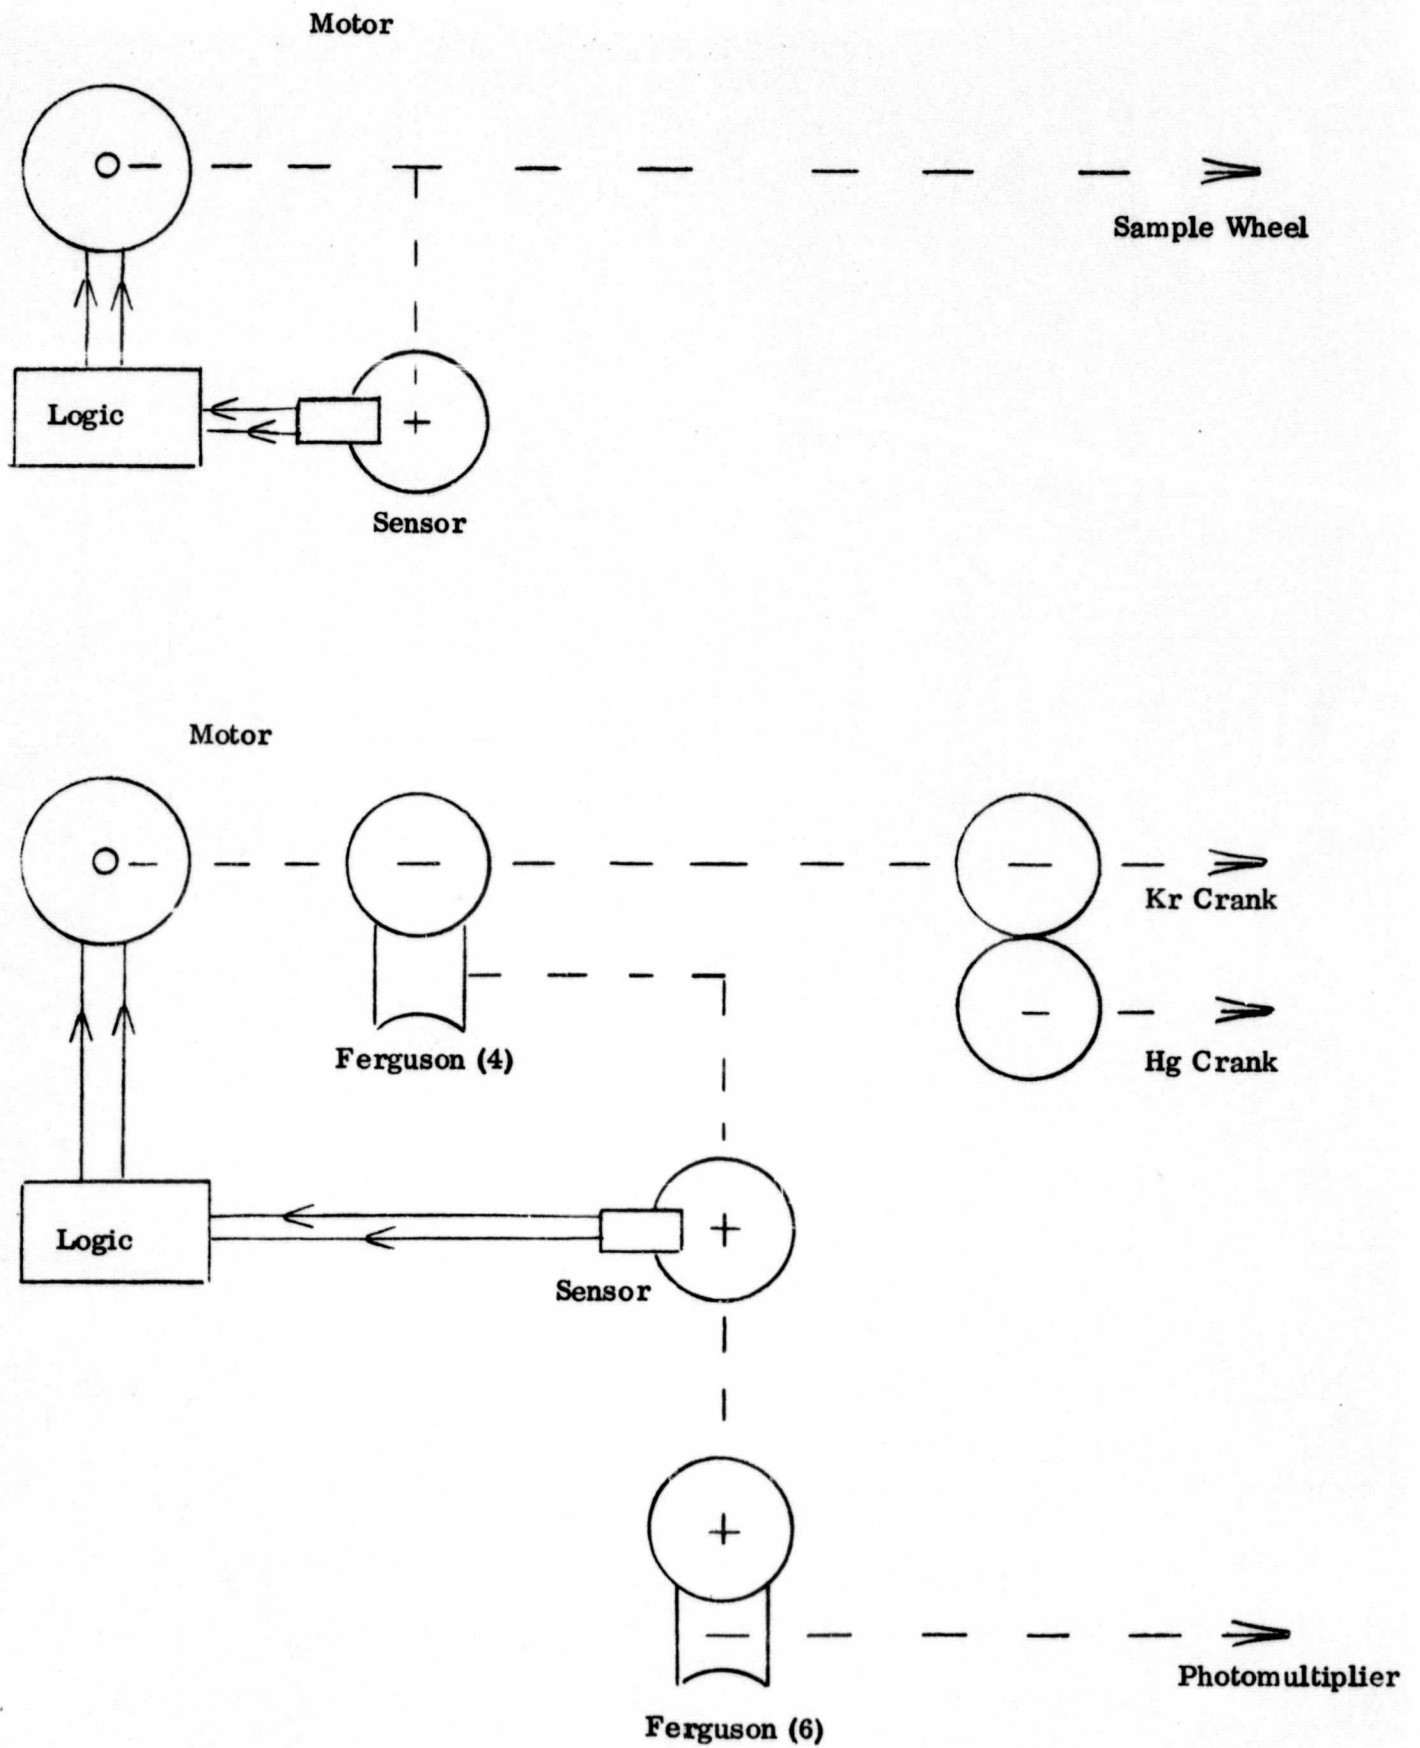 Motor
Sample Wheel
Logic
Sensor
Motor
Kr Crank
Ferguson (4)
Hg Crank
Logic
Sensor
Photomultiplier
Ferguson (6)